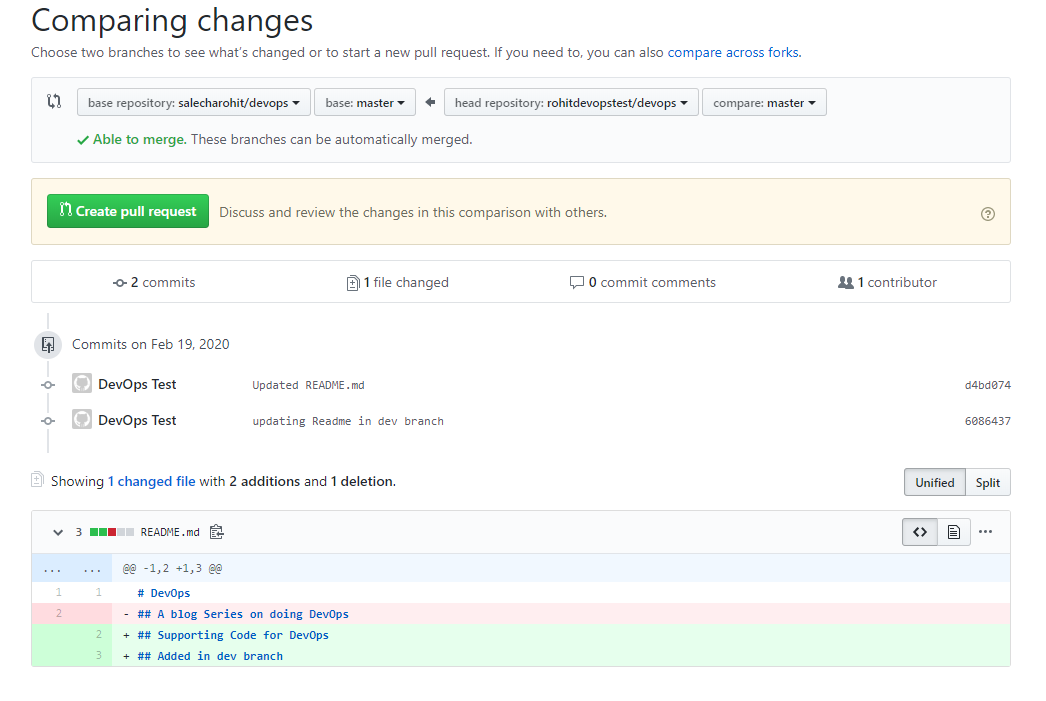 Comparing changes
Choose two branches to see what's changed or to start a new pull request. If you need to, you can also compare across forks.
base repository: salecharohit/devops base: master head repository: rohitdevopstest/devops compare: master
Able to merge. These branches can be automatically merged.
Create pull request Discuss and review the changes in this comparison with others.
2 commits 1 file changed 0 commit comments 1 contributor
Commits on Feb 19, 2020
DevOps Test Updated README.md d4bd074
DevOps Test updating Readme in dev branch 6086437
Showing 1 changed file with 2 additions and 1 deletion. Unified Split
3 README.md
... ... @@ -1,2 +1,3 @@
1 1 # DevOps
2 - ## A blog Series on doing DevOps
2 + ## Supporting Code for DevOps
3 + ## Added in dev branch